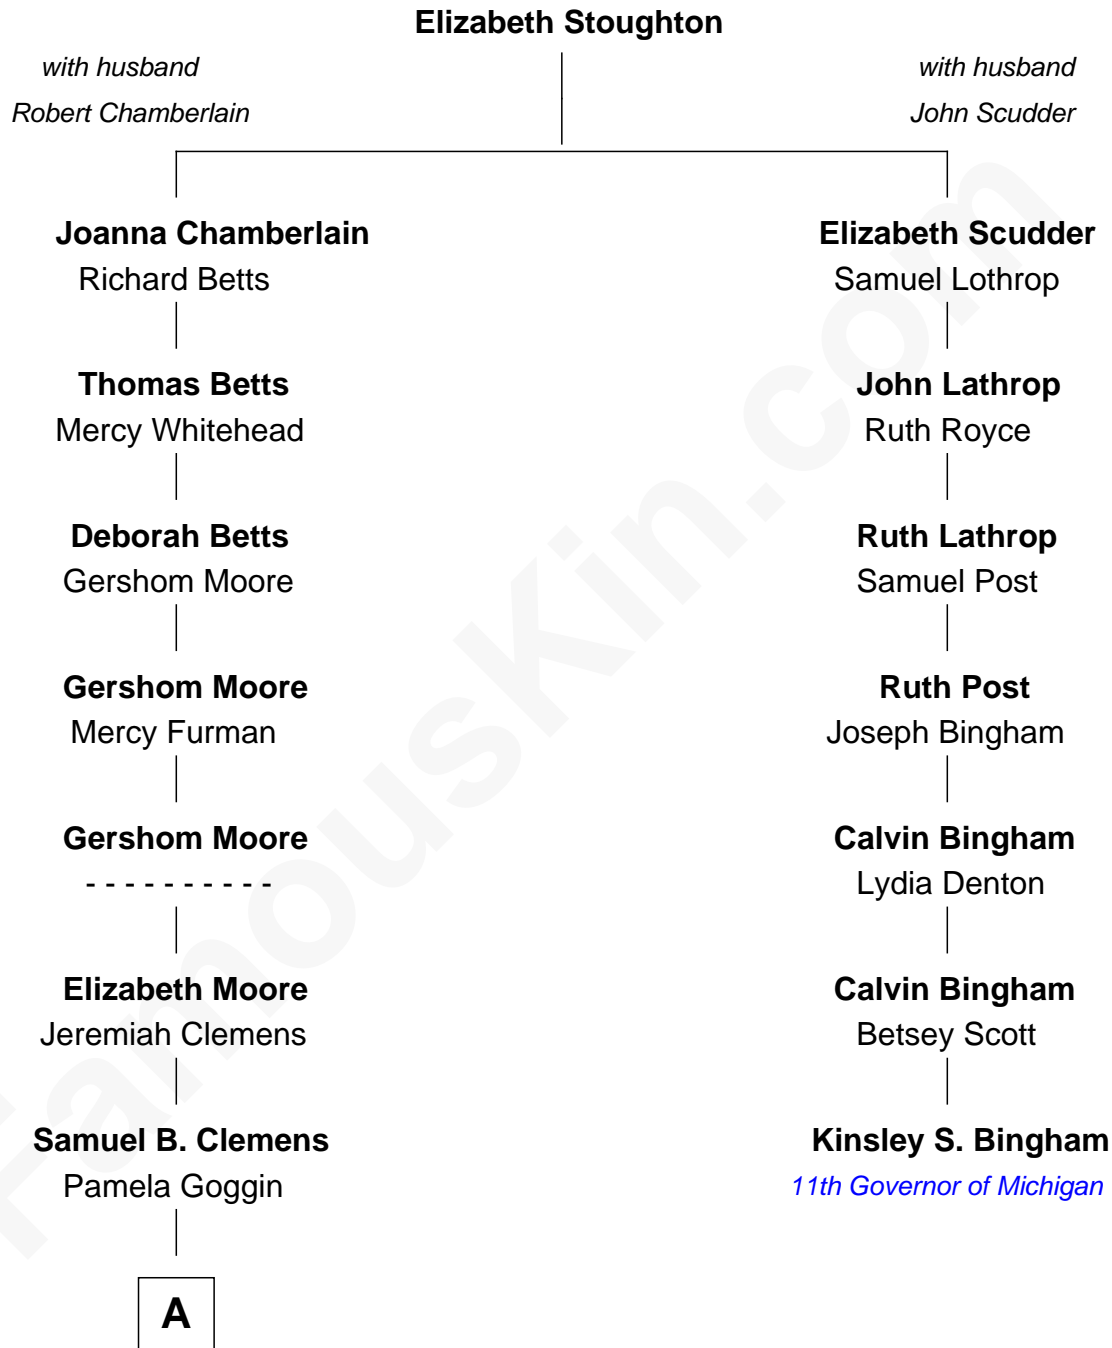 Elizabeth Stoughton
with husband
Robert Chamberlain
with husband
John Scudder
Joanna Chamberlain
Richard Betts
Elizabeth Scudder
Samuel Lothrop
Thomas Betts
Mercy Whitehead
John Lathrop
Ruth Royce
Deborah Betts
Gershom Moore
Ruth Lathrop
Samuel Post
Gershom Moore
Mercy Furman
Ruth Post
Joseph Bingham
Gershom Moore
- - - - - - - - - -
Calvin Bingham
Lydia Denton
Elizabeth Moore
Jeremiah Clemens
Calvin Bingham
Betsey Scott
Samuel B. Clemens
Pamela Goggin
Kinsley S. Bingham
11th Governor of Michigan
A
FamousKin.com